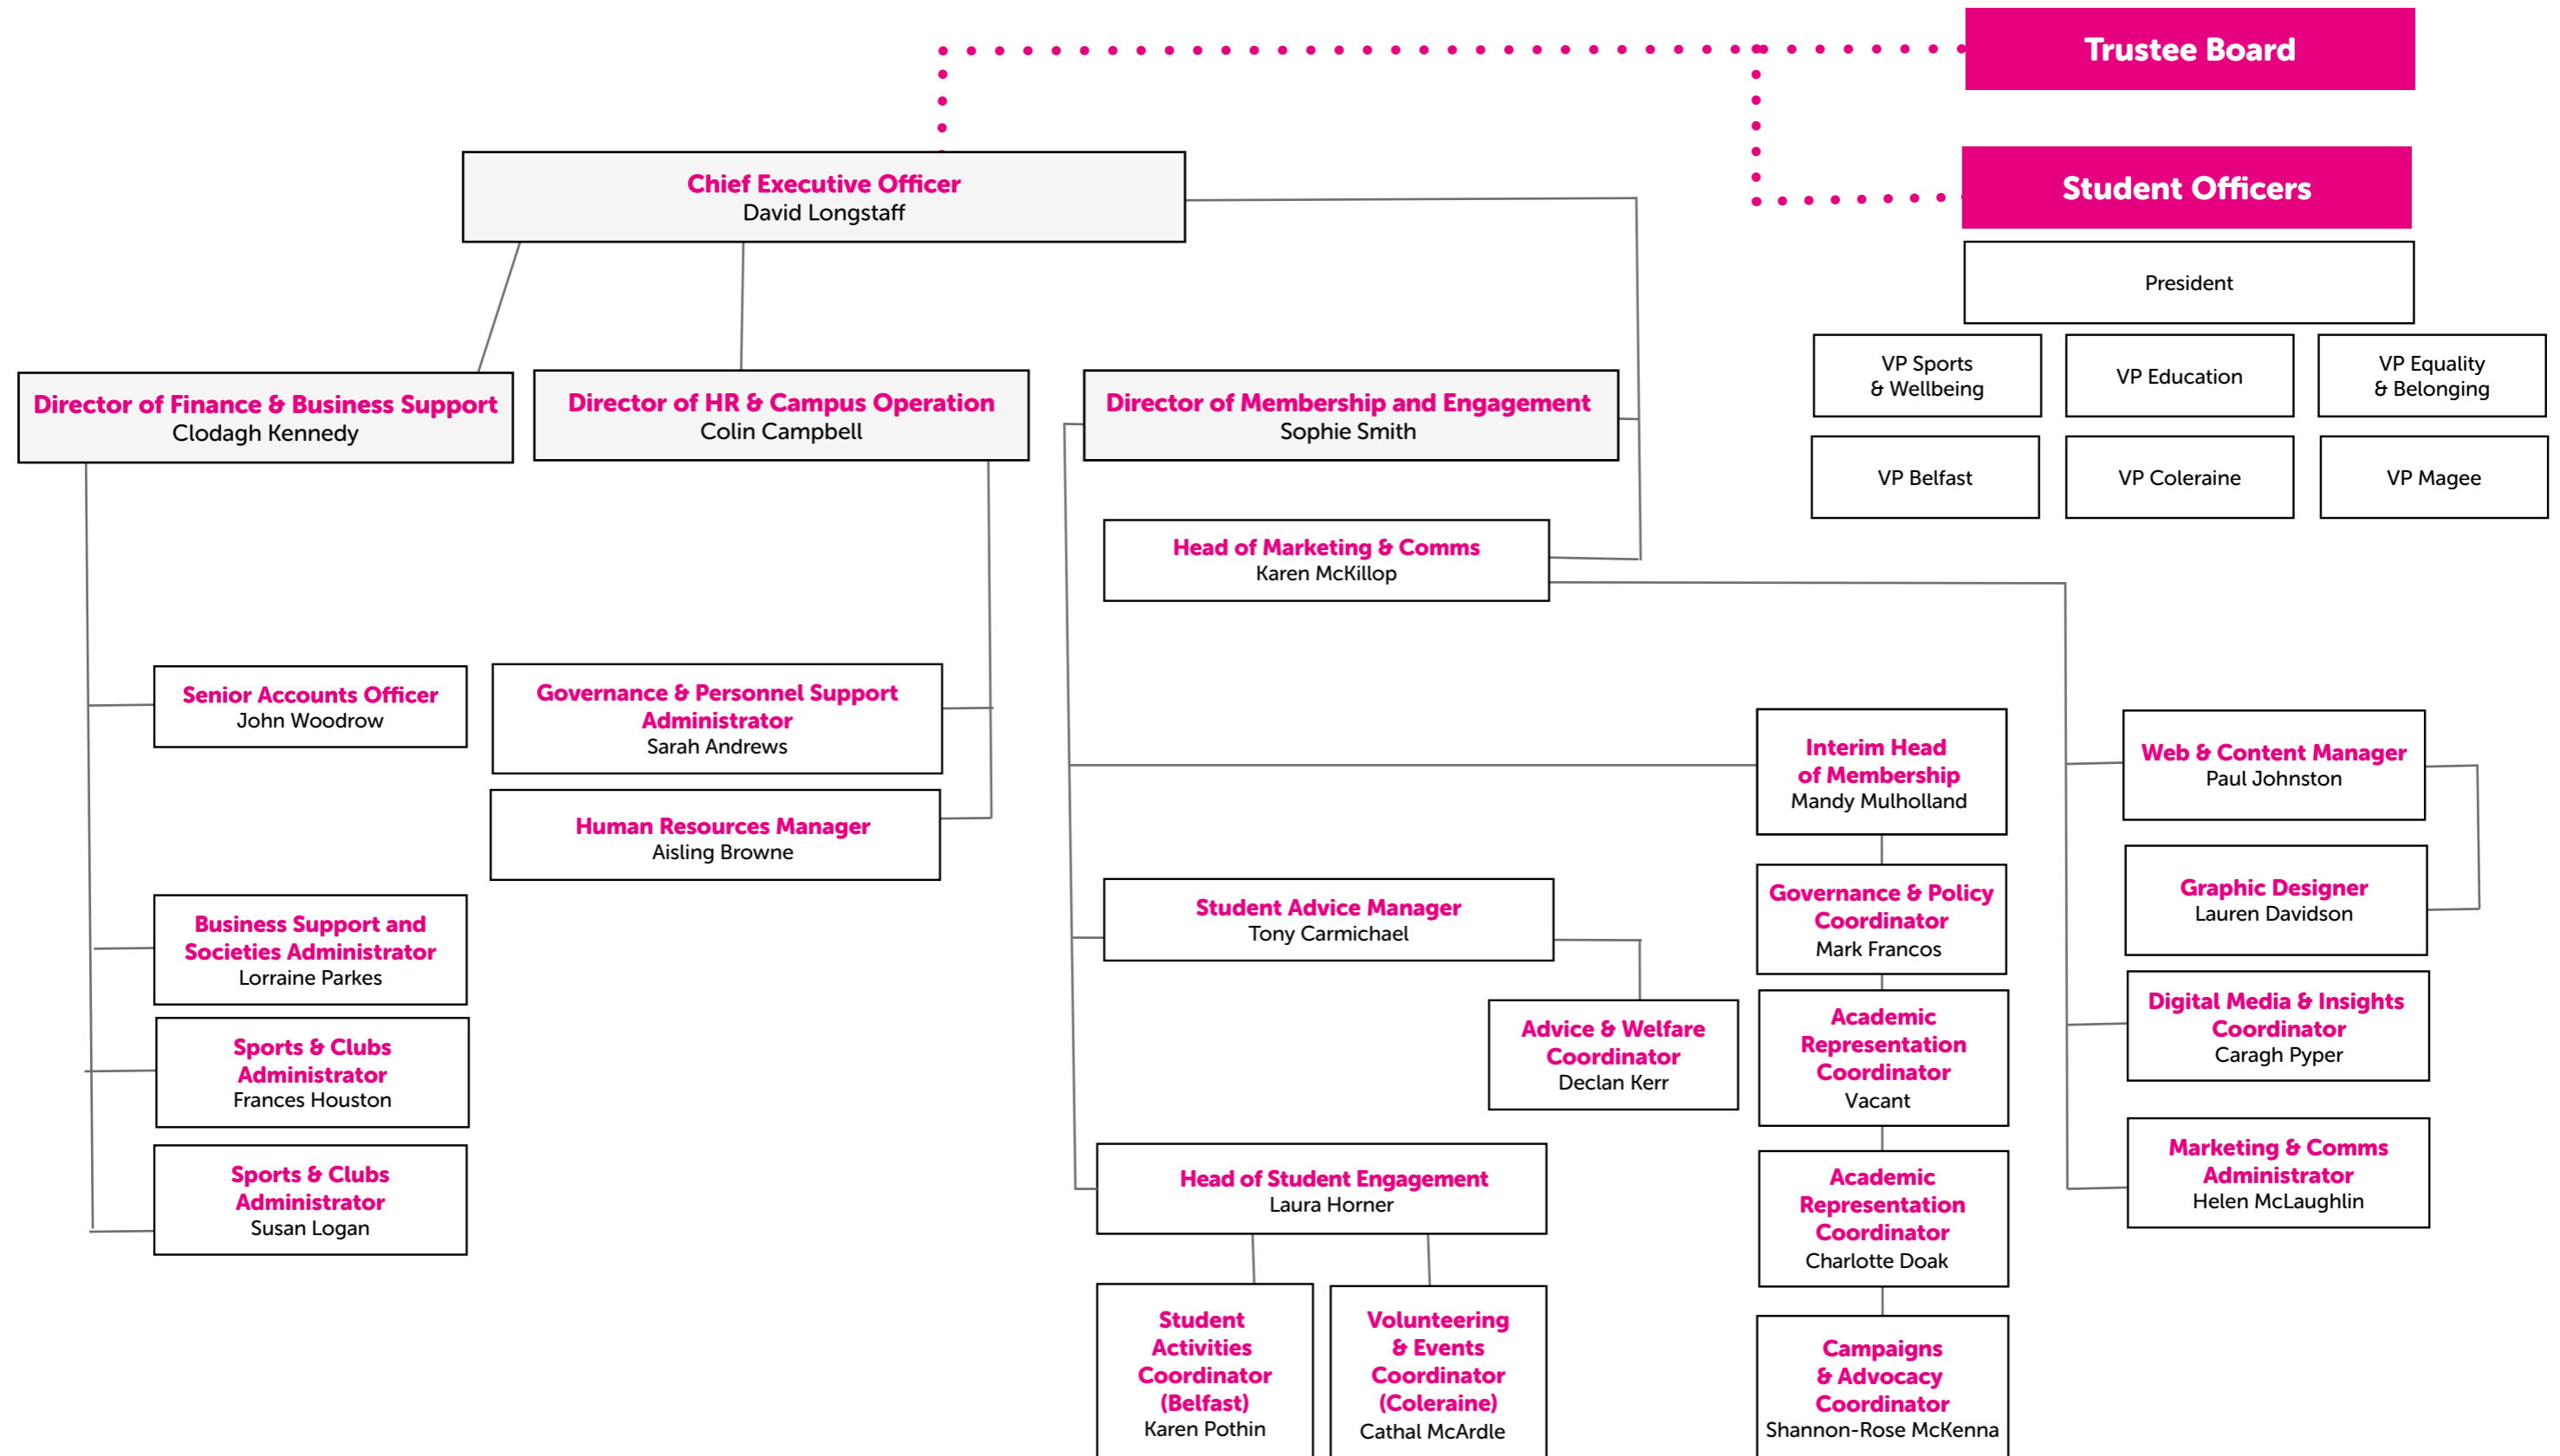 Trustee Board
Student Officers
President
VP Sports
& Wellbeing
VP Education
VP Equality
& Belonging
VP Belfast
VP Coleraine
VP Magee
Chief Executive Officer
David Longstaff
Director of Finance & Business Support
Clodagh Kennedy
Director of HR & Campus Operation
Colin Campbell
Director of Membership and Engagement
Sophie Smith
Head of Marketing & Comms
Karen McKillop
Senior Accounts Officer
John Woodrow
Business Support and
Societies Administrator
Lorraine Parkes
Sports & Clubs
Administrator
Frances Houston
Sports & Clubs
Administrator
Susan Logan
Governance & Personnel Support
Administrator
Sarah Andrews
Human Resources Manager
Aisling Browne
Student Advice Manager
Tony Carmichael
Advice & Welfare
Coordinator
Declan Kerr
Head of Student Engagement
Laura Horner
Student
Activities
Coordinator
(Belfast)
Karen Pothin
Volunteering
& Events
Coordinator
(Coleraine)
Cathal McArdle
Interim Head
of Membership
Mandy Mulholland
Governance & Policy
Coordinator
Mark Francos
Academic
Representation
Coordinator
Vacant
Academic
Representation
Coordinator
Charlotte Doak
Campaigns
& Advocacy
Coordinator
Shannon-Rose McKenna
Web & Content Manager
Paul Johnston
Graphic Designer
Lauren Davidson
Digital Media & Insights
Coordinator
Caragh Pyper
Marketing & Comms
Administrator
Helen McLaughlin